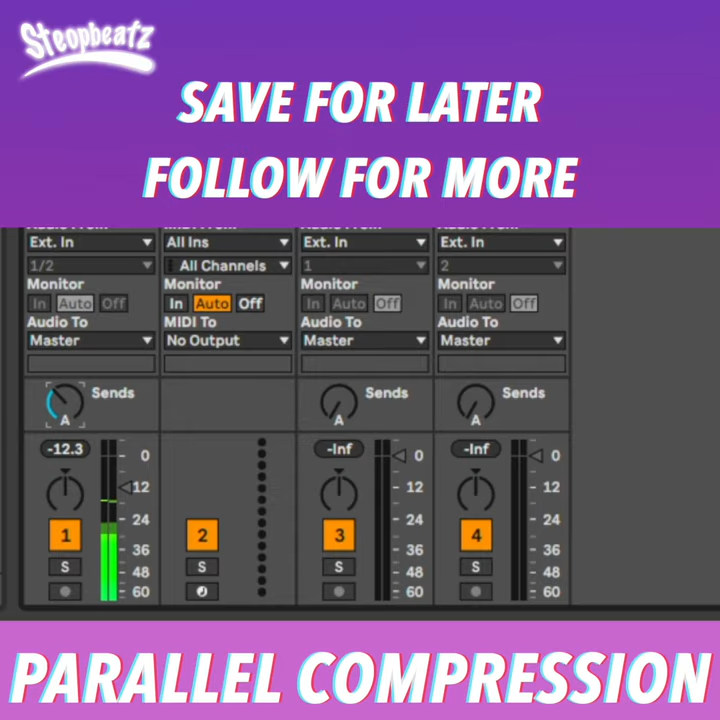 Steopbeatz
SAVE FOR LATER
FOLLOW FOR MORE
Ext. In All Ins Ext. In Ext. In
1/2 All Channels 1 2
Monitor Monitor Monitor Monitor
In Auto Off In Auto Off In Auto Off In Auto Off
Audio To MIDI To Audio To Audio To
Master No Output Master Master
Sends Sends Sends
A A A
-12.3 0 -Inf 0 -Inf 0
12 12 12
24 24 24
1 2 3 4
36 36 36
S 48 S S 48 S 48
60 60 60
PARALLEL COMPRESSION